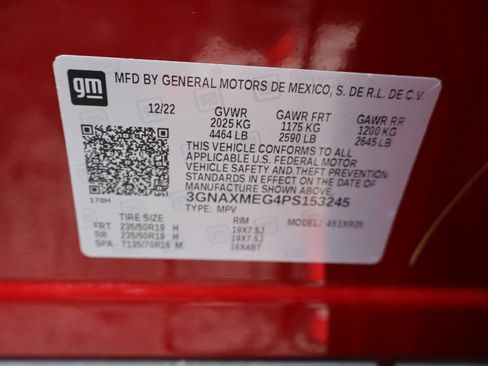 gm
MFD BY GENERAL MOTORS DE MEXICO, S. DE R.L. DE C.V.
12/22 GVWR GAWR FRT GAWR RR
2025 KG 1175 KG 1200 KG
4464 LB 2590 LB 2645 LB
THIS VEHICLE CONFORMS TO ALL
APPLICABLE U.S. FEDERAL MOTOR
VEHICLE SAFETY AND THEFT PREVENTION
STANDARDS IN EFFECT ON THE DATE OF
MANUFACTURE SHOWN ABOVE.
170H 3GNAXMEG4PS153245
TYPE: MPV MODEL: 451XR26
TIRE SIZE RIM
FRT 235/50R19 H 19X7.5J
RR 235/50R19 H 19X7.5J
SPA T135/70R16 M 16X4BT